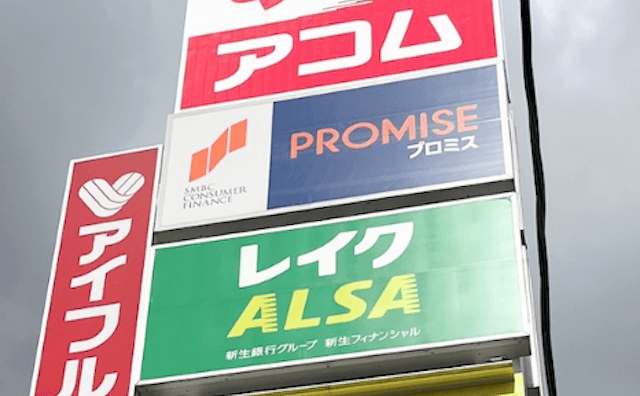 アコム
SMBC
CONSUMER
FINANCE
PROMISE
プロミス
アイフル
レイク
ALSA
新生銀行グループ 新生フィナンシャル